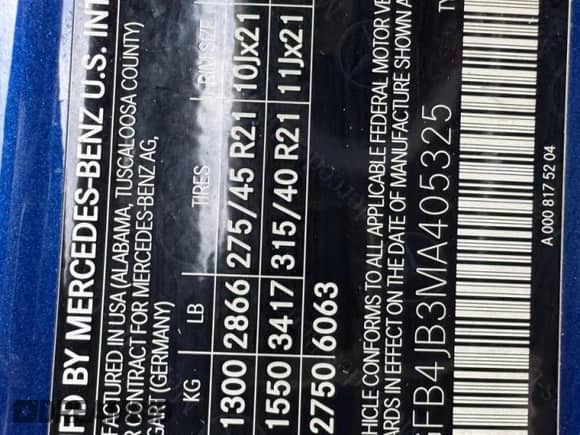 FD BY MERCEDES-BENZ U.S. INT
FACTURED IN USA (ALABAMA, TUSCALOOSA COUNTY)
R CONTRACT FOR MERCEDES-BENZ AG,
GART (GERMANY)
KG LB TIRES RIM SIZE
1300 2866 275/45 R21 10Jx21
1550 3417 315/40 R21 11Jx21
2750 6063
HICLE CONFORMS TO ALL APPLICABLE FEDERAL MOTOR VE
ARDS IN EFFECT ON THE DATE OF MANUFACTURE SHOWN A
FB4JB3MA405325
A 000 817 52 04